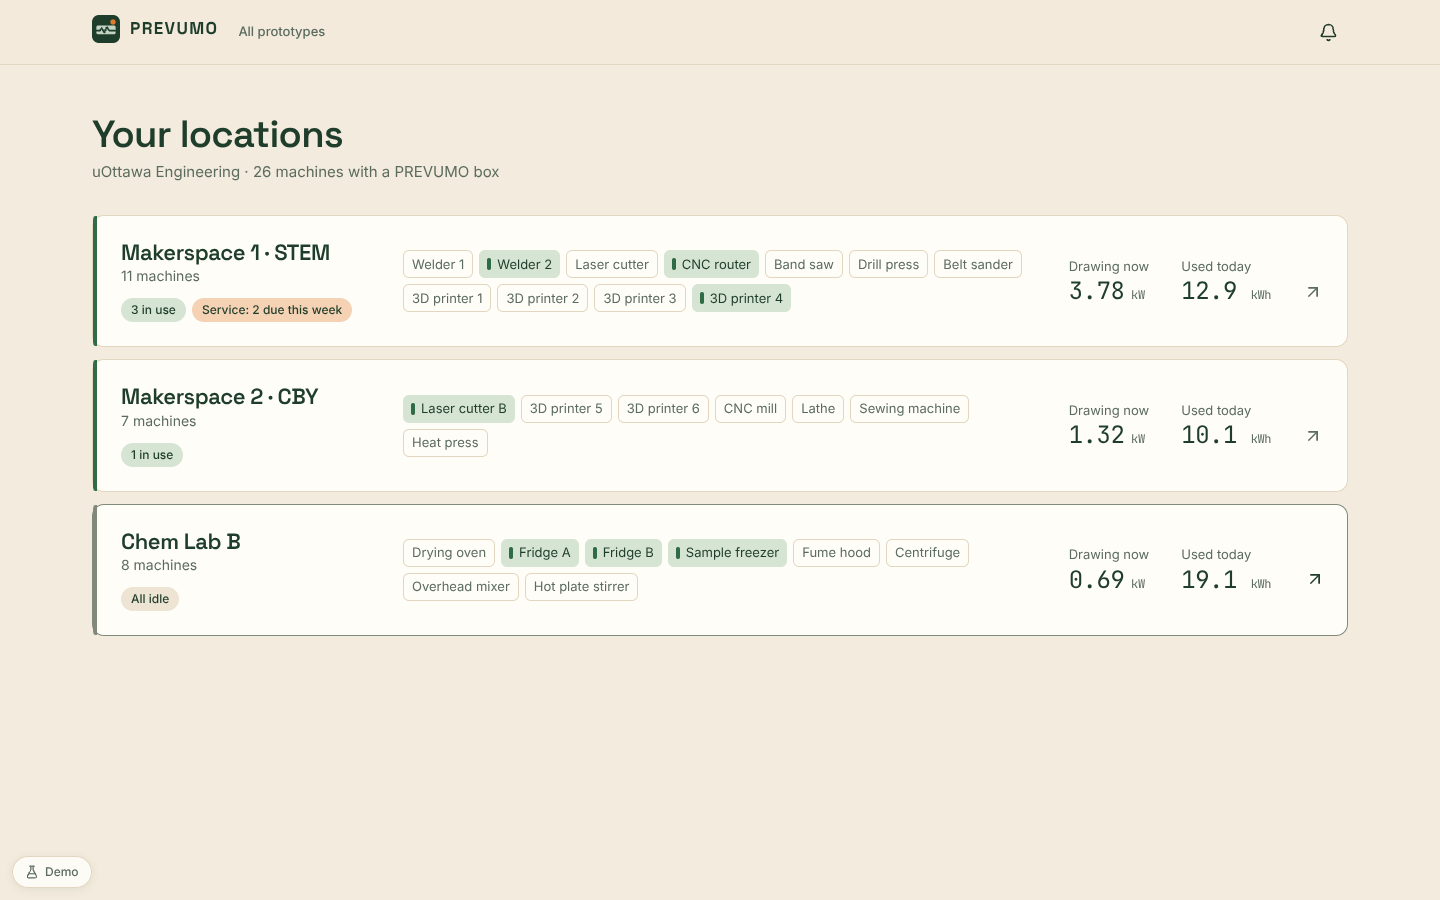 PREVUMO All prototypes
Your locations
uOttawa Engineering · 26 machines with a PREVUMO box
Makerspace 1 · STEM
11 machines
3 in use Service: 2 due this week
Welder 1 Welder 2 Laser cutter CNC router Band saw Drill press Belt sander
3D printer 1 3D printer 2 3D printer 3 3D printer 4
Drawing now Used today
3.78 kW 12.9 kWh
Makerspace 2 · CBY
7 machines
1 in use
Laser cutter B 3D printer 5 3D printer 6 CNC mill Lathe Sewing machine
Heat press
Drawing now Used today
1.32 kW 10.1 kWh
Chem Lab B
8 machines
All idle
Drying oven Fridge A Fridge B Sample freezer Fume hood Centrifuge
Overhead mixer Hot plate stirrer
Drawing now Used today
0.69 kW 19.1 kWh
Demo